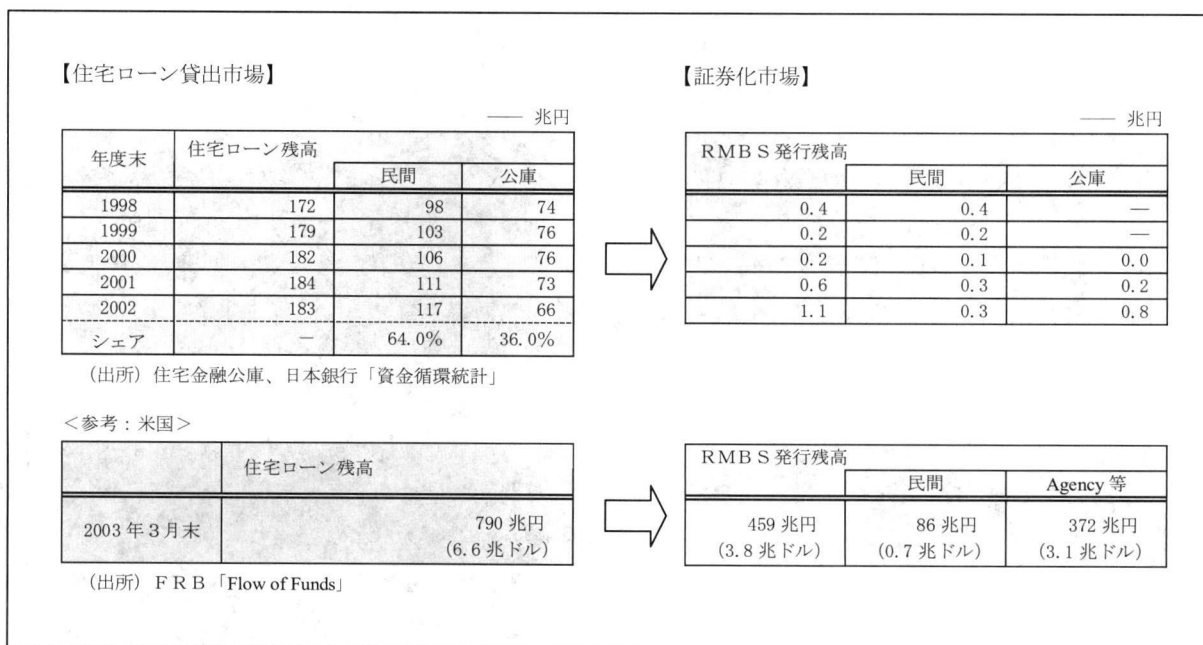 【住宅ローン貸出市場】
―― 兆円
年度末 住宅ローン残高
民間 公庫
1998 172 98 74
1999 179 103 76
2000 182 106 76
2001 184 111 73
2002 183 117 66
シェア － 64.0% 36.0%
（出所）住宅金融公庫、日本銀行「資金循環統計」
【証券化市場】
―― 兆円
ＲＭＢＳ発行残高
民間 公庫
0.4 0.4 ―
0.2 0.2 ―
0.2 0.1 0.0
0.6 0.3 0.2
1.1 0.3 0.8
＜参考：米国＞
住宅ローン残高
2003年３月末 790兆円
(6.6兆ドル)
（出所）ＦＲＢ「Flow of Funds」
ＲＭＢＳ発行残高
民間 Agency等
459兆円 86兆円 372兆円
(3.8兆ドル) (0.7兆ドル) (3.1兆ドル)